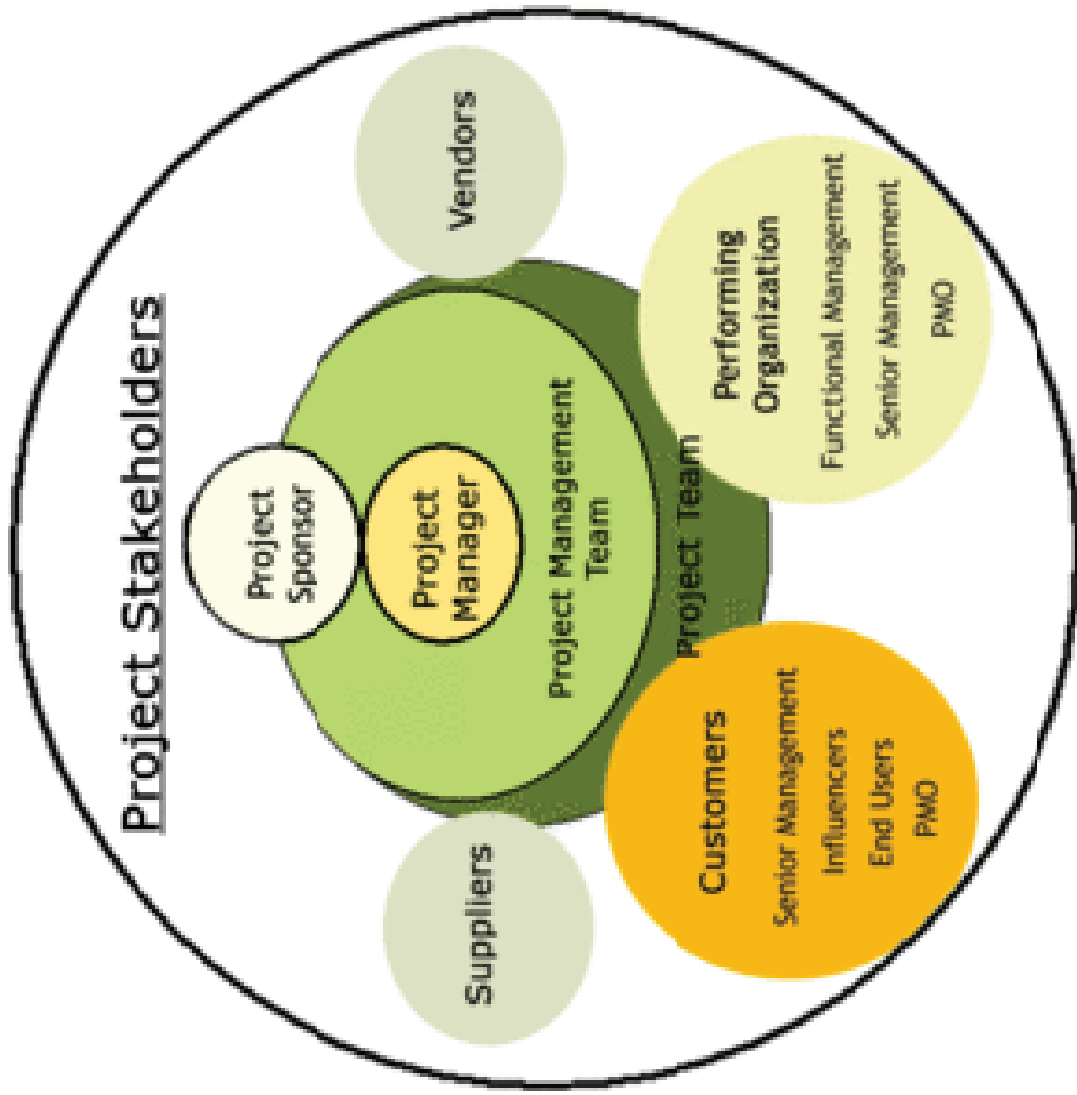 Project Stakeholders
Project
Sponsor
Project
Manager
Project Management
Team
Project Team
Suppliers
Vendors
Customers
Senior Management
Influencers
End Users
PMO
Performing
Organization
Functional Management
Senior Management
PMO